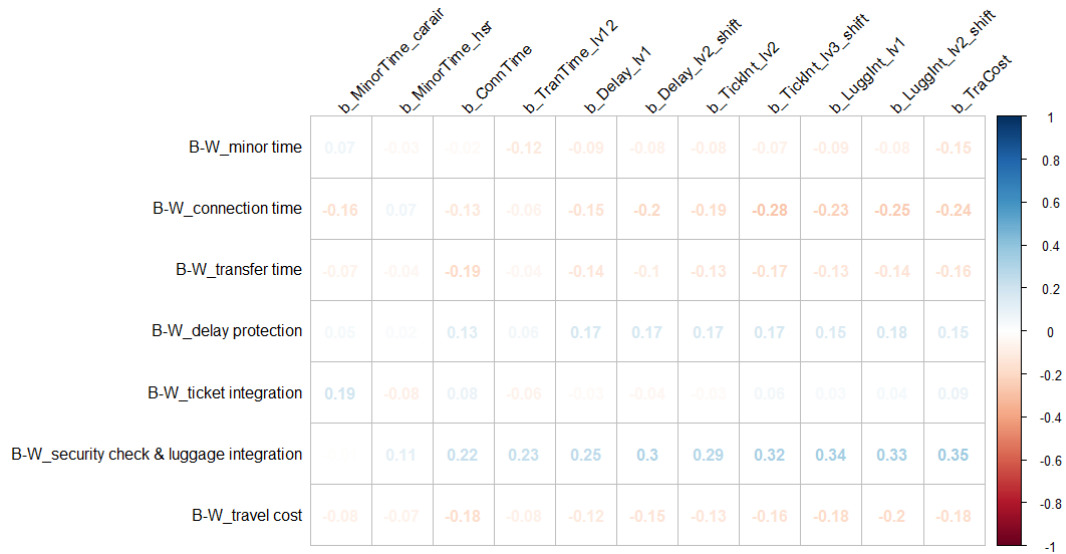 b_MinorTime_carair b_MinorTime_hsr b_ConnTime b_TranTime_lv12 b_Delay_lv1 b_Delay_lv2_shift b_TickInt_lv2 b_TickInt_lv3_shift b_LuggInt_lv1 b_LuggInt_lv2_shift b_TraCost
B-W_minor time 0.07 -0.03 -0.02 -0.12 -0.09 -0.08 -0.08 -0.07 -0.09 -0.08 -0.15
B-W_connection time -0.16 0.07 -0.13 -0.06 -0.15 -0.2 -0.19 -0.28 -0.23 -0.25 -0.24
B-W_transfer time -0.07 -0.04 -0.19 -0.04 -0.14 -0.1 -0.13 -0.17 -0.13 -0.14 -0.16
B-W_delay protection 0.05 0.02 0.13 0.06 0.17 0.17 0.17 0.17 0.15 0.18 0.15
B-W_ticket integration 0.19 -0.08 0.08 -0.06 -0.04 0.06 0.03 0.04 0.09
B-W_security check & luggage integration 0.11 0.22 0.23 0.25 0.3 0.29 0.32 0.34 0.33 0.35
B-W_travel cost -0.08 -0.07 -0.18 -0.08 -0.12 -0.15 -0.13 -0.16 -0.18 -0.2 -0.18
1
0.8
0.6
0.4
0.2
0
-0.2
-0.4
-0.6
-0.8
-1